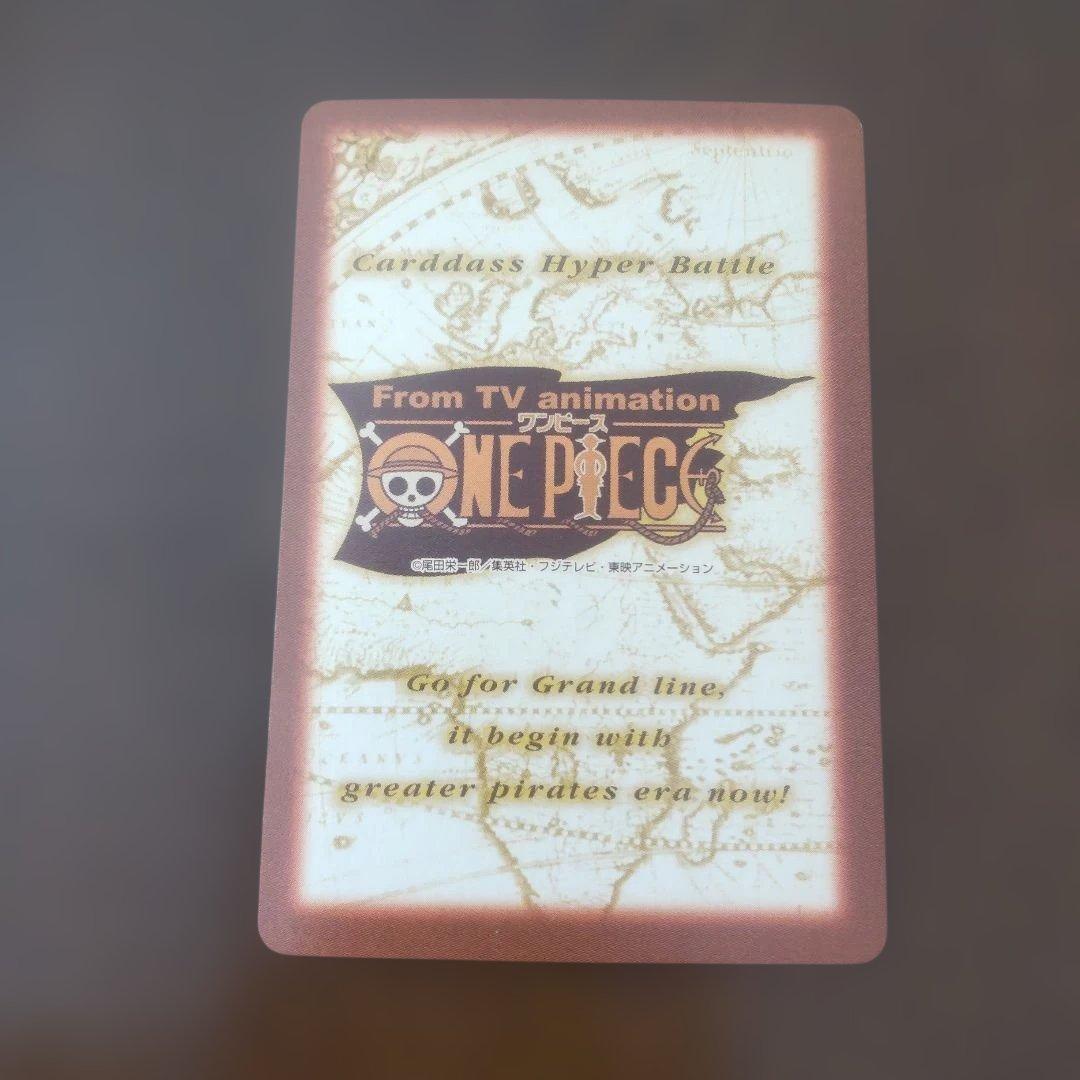 Septentrio
Carddass Hyper Battle
From TV animation
ワンピース
ONE PIECE
©尾田栄一郎／集英社・フジテレビ・東映アニメーション
Go for Grand line,
it begin with
greater pirates era now!